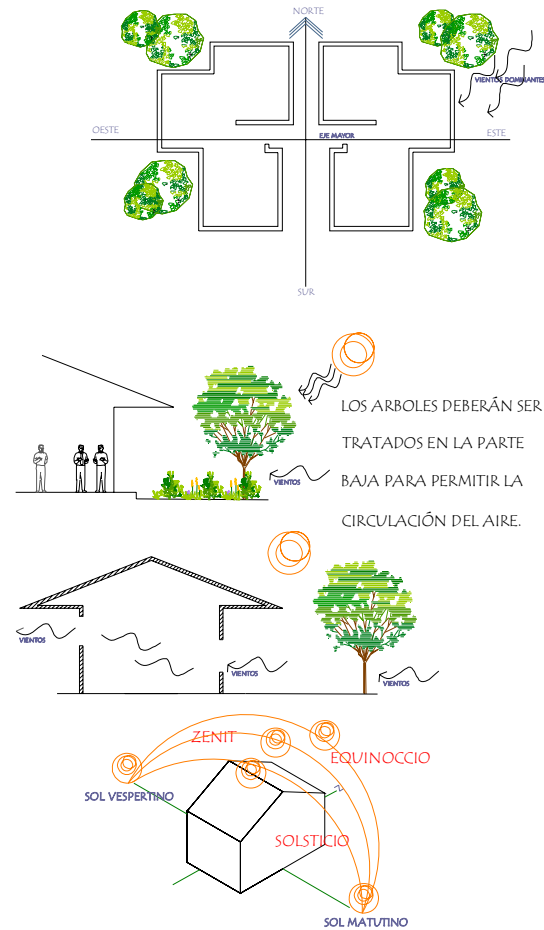 NORTE
VIENTOS DOMINANTES
OESTE
EJE MAYOR
ESTE
SUR
LOS ARBOLES DEBERÁN SER
TRATADOS EN LA PARTE
BAJA PARA PERMITIR LA
CIRCULACIÓN DEL AIRE.
VIENTOS
VIENTOS
VIENTOS
VIENTOS
ZENIT
EQUINOCCIO
SOL VESPERTINO
N
SOLSTICIO
SOL MATUTINO